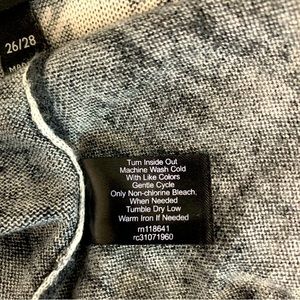 26/28
Turn Inside Out
Machine Wash Cold
With Like Colors
Gentle Cycle
Only Non-chlorine Bleach,
When Needed
Tumble Dry Low
Warm Iron If Needed
rn118641
rc31071960